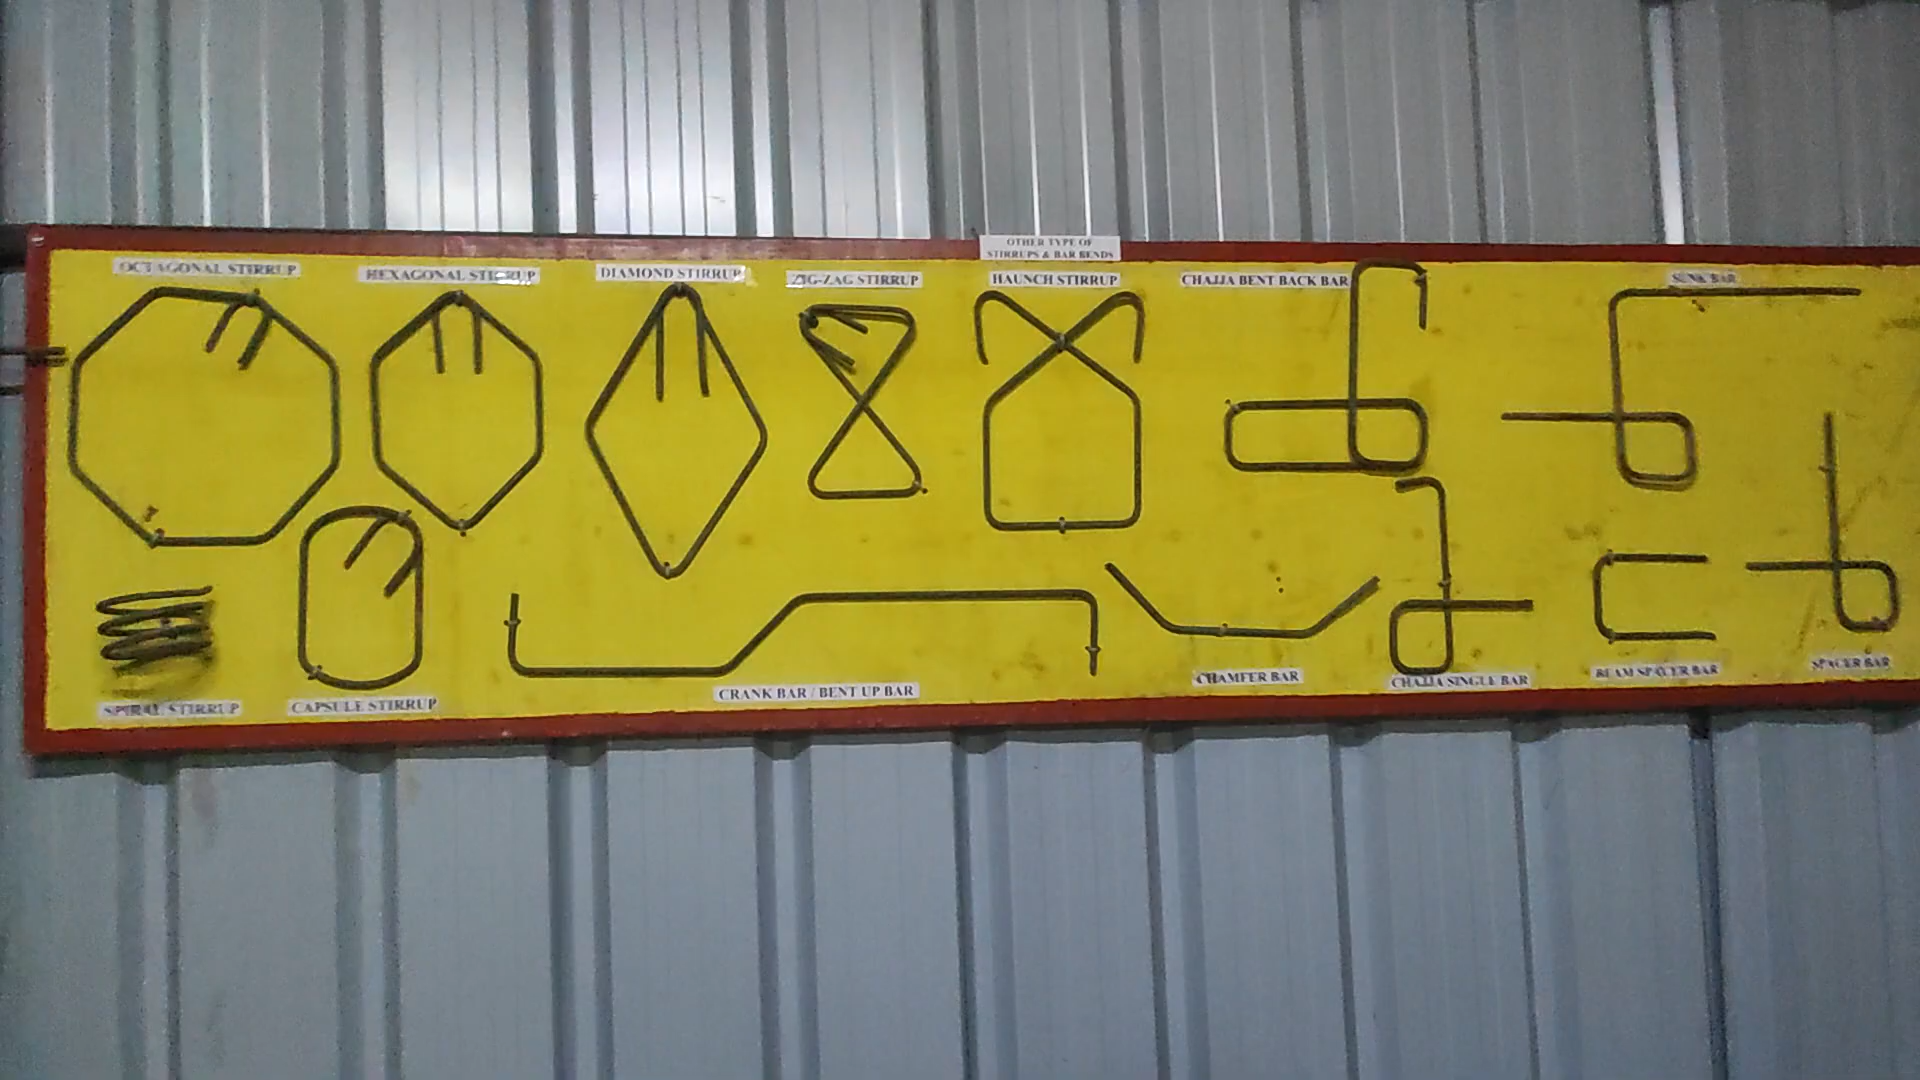 OTHER TYPE OF
STIRRUPS & BAR BENDS
OCTAGONAL STIRRUP
HEXAGONAL STIRRUP
DIAMOND STIRRUP
ZIG-ZAG STIRRUP
HAUNCH STIRRUP
CHAJJA BENT BACK BAR
SUNK BAR
SPIRAL STIRRUP
CAPSULE STIRRUP
CRANK BAR / BENT UP BAR
CHAMFER BAR
CHAJJA SINGLE BAR
BEAM SPACER BAR
SPACER BAR